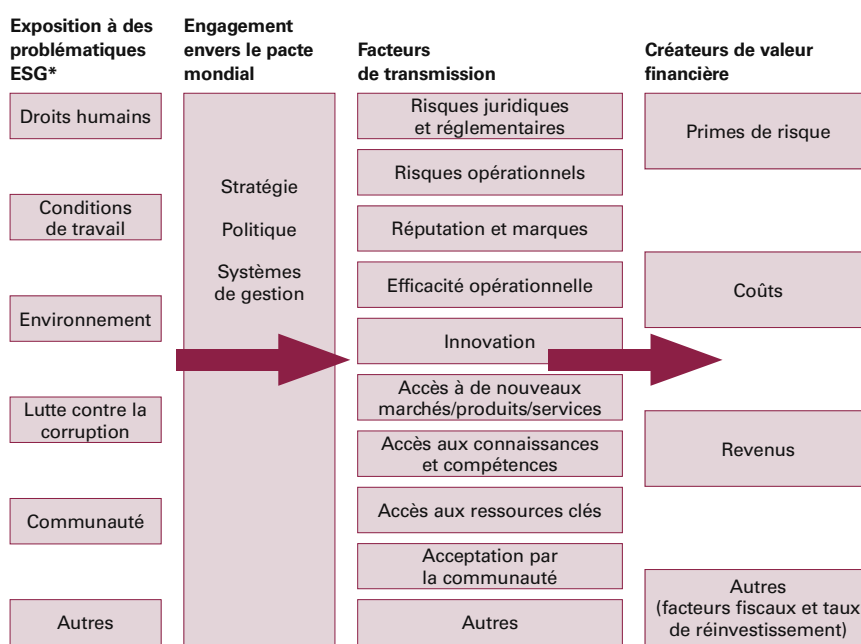 Exposition à des
problématiques
ESG*
Engagement
envers le pacte
mondial
Facteurs
de transmission
Créateurs de valeur
financière
Droits humains
Conditions
de travail
Environnement
Lutte contre la
corruption
Communauté
Autres
Stratégie
Politique
Systèmes
de gestion
Risques juridiques
et réglementaires
Risques opérationnels
Réputation et marques
Efficacité opérationnelle
Innovation
Accès à de nouveaux
marchés/produits/services
Accès aux connaissances
et compétences
Accès aux ressources clés
Acceptation par
la communauté
Autres
Primes de risque
Coûts
Revenus
Autres
(facteurs fiscaux et taux
de réinvestissement)